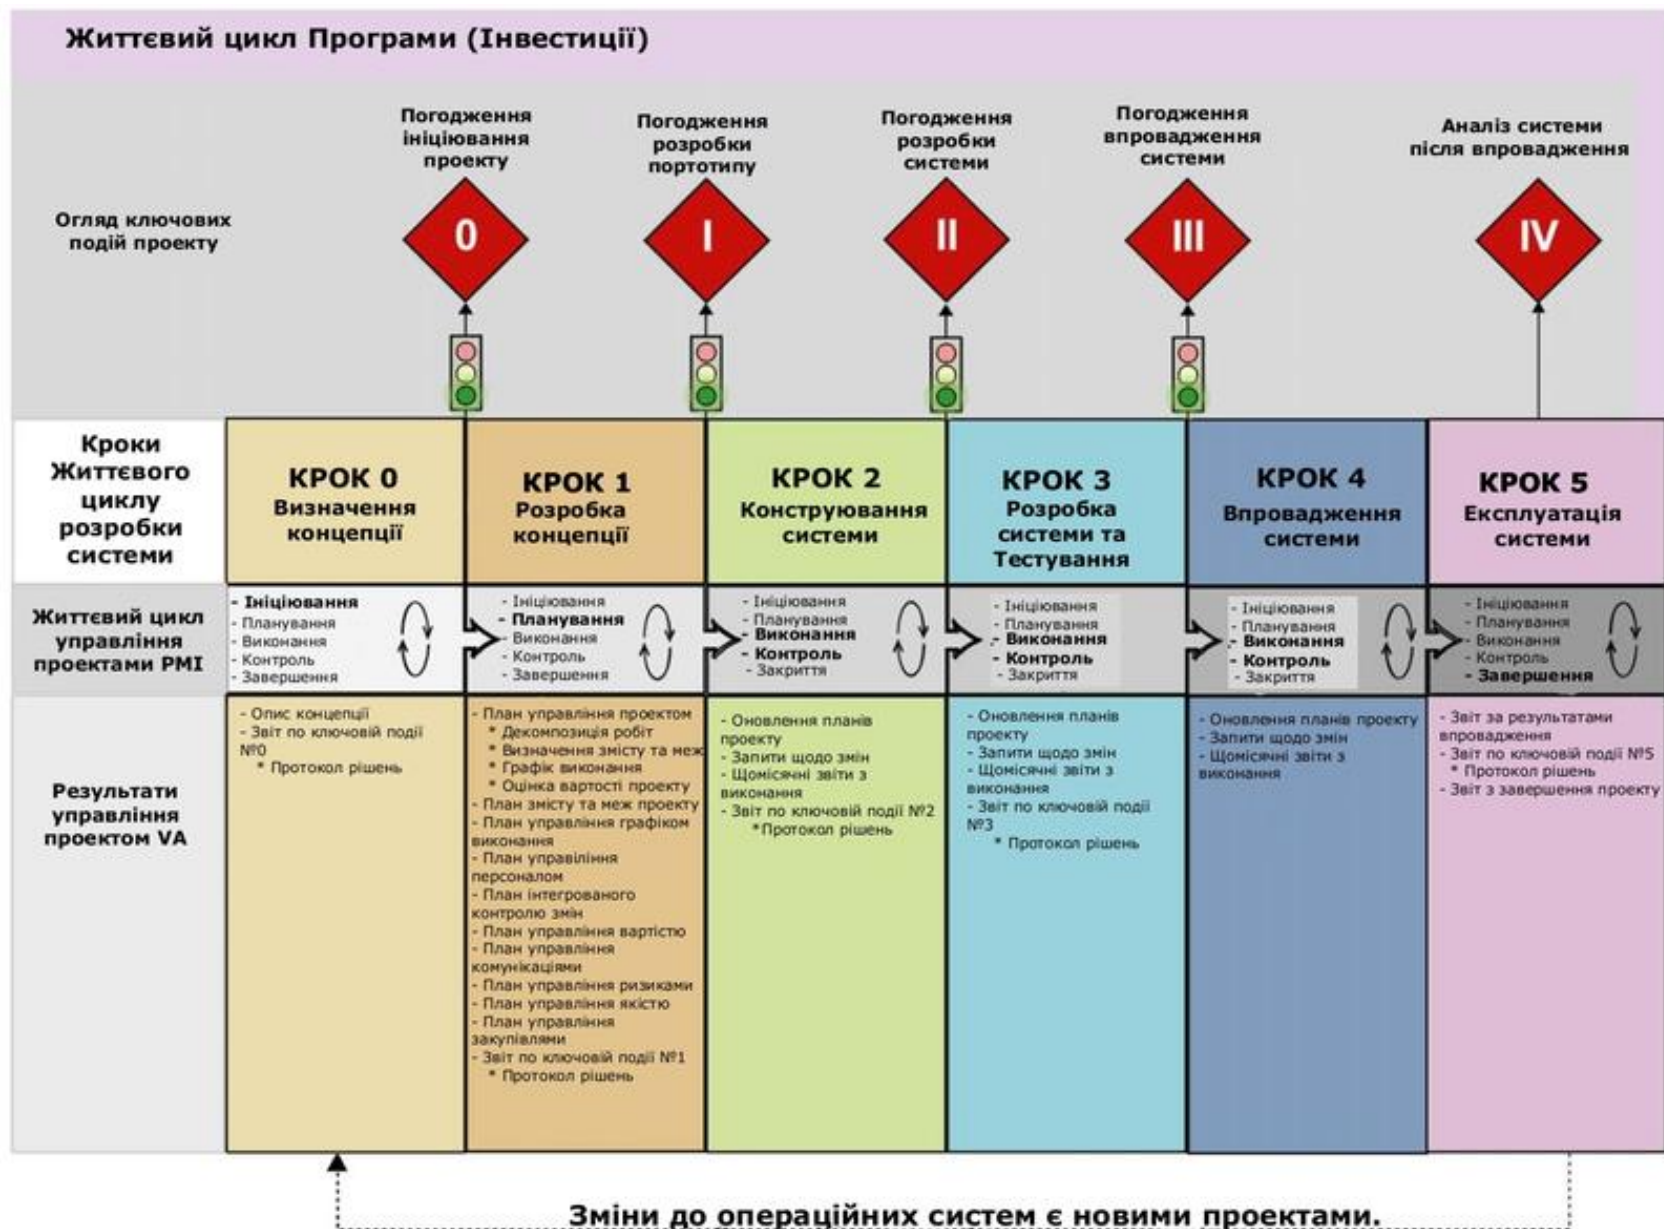 Життєвий цикл Програми (Інвестиції)
Погодження
ініціювання
проекту
Погодження
розробки
портотипу
Погодження
розробки
системи
Погодження
впровадження
системи
Аналіз системи
після впровадження
Огляд ключових
подій проекту
0
I
II
III
IV
Кроки
Життєвого
циклу
розробки
системи
КРОК 0
Визначення
концепції
КРОК 1
Розробка
концепції
КРОК 2
Конструювання
системи
КРОК 3
Розробка
системи та
Тестування
КРОК 4
Впровадження
системи
КРОК 5
Експлуатація
системи
Життєвий цикл
управління
проектами PMI
- Ініціювання
- Планування
- Виконання
- Контроль
- Завершення
- Ініціювання
- Планування
- Виконання
- Контроль
- Завершення
- Ініціювання
- Планування
- Виконання
- Контроль
- Закриття
- Ініціювання
- Планування
- Виконання
- Контроль
- Закриття
- Ініціювання
- Планування
- Виконання
- Контроль
- Закриття
- Ініціювання
- Планування
- Виконання
- Контроль
- Завершення
Результати
управління
проектом VA
- Опис концепції
- Звіт по ключовій події
№0
* Протокол рішень
- План управління проектом
* Декомпозиція робіт
* Визначення змісту та меж
* Графік виконання
* Оцінка вартості проекту
- План змісту та меж проекту
- План управління графіком
виконання
- План управіління
персоналом
- План інтегрованого
контролю змін
- План управління вартістю
- План управління
комунікаціями
- План управління ризиками
- План управління якістю
- План управління
закупівлями
- Звіт по ключовій події №1
* Протокол рішень
- Оновлення планів
проекту
- Запити щодо змін
- Щомісячні звіти з
виконання
- Звіт по ключовій події №2
*Протокол рішень
- Оновлення планів
проекту
- Запити щодо змін
- Щомісячні звіти з
виконання
- Звіт по ключовій події
№3
* Протокол рішень
- Оновлення планів проекту
- Запити щодо змін
- Щомісячні звіти з
виконання
- Звіт за результатами
впровадження
- Звіт по ключовій події №5
* Протокол рішень
- Звіт з завершення проекту
Зміни до операційних систем є новими проектами.